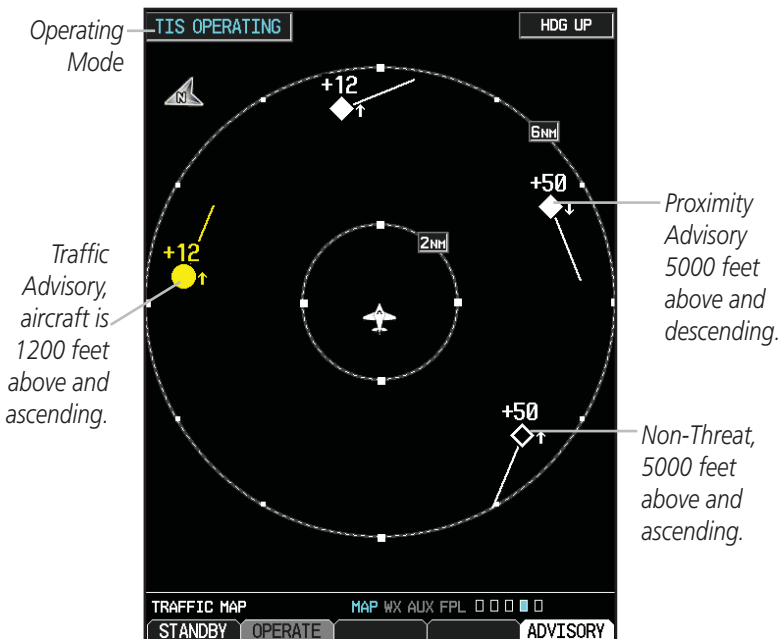 Operating
Mode
TIS OPERATING
HDG UP
N
+12
↑
6NM
+50
↓
Proximity
Advisory
5000 feet
above and
descending.
2NM
+12
↑
Traffic
Advisory,
aircraft is
1200 feet
above and
ascending.
+50
↑
Non-Threat,
5000 feet
above and
ascending.
TRAFFIC MAP
MAP WX AUX FPL
STANDBY OPERATE ADVISORY